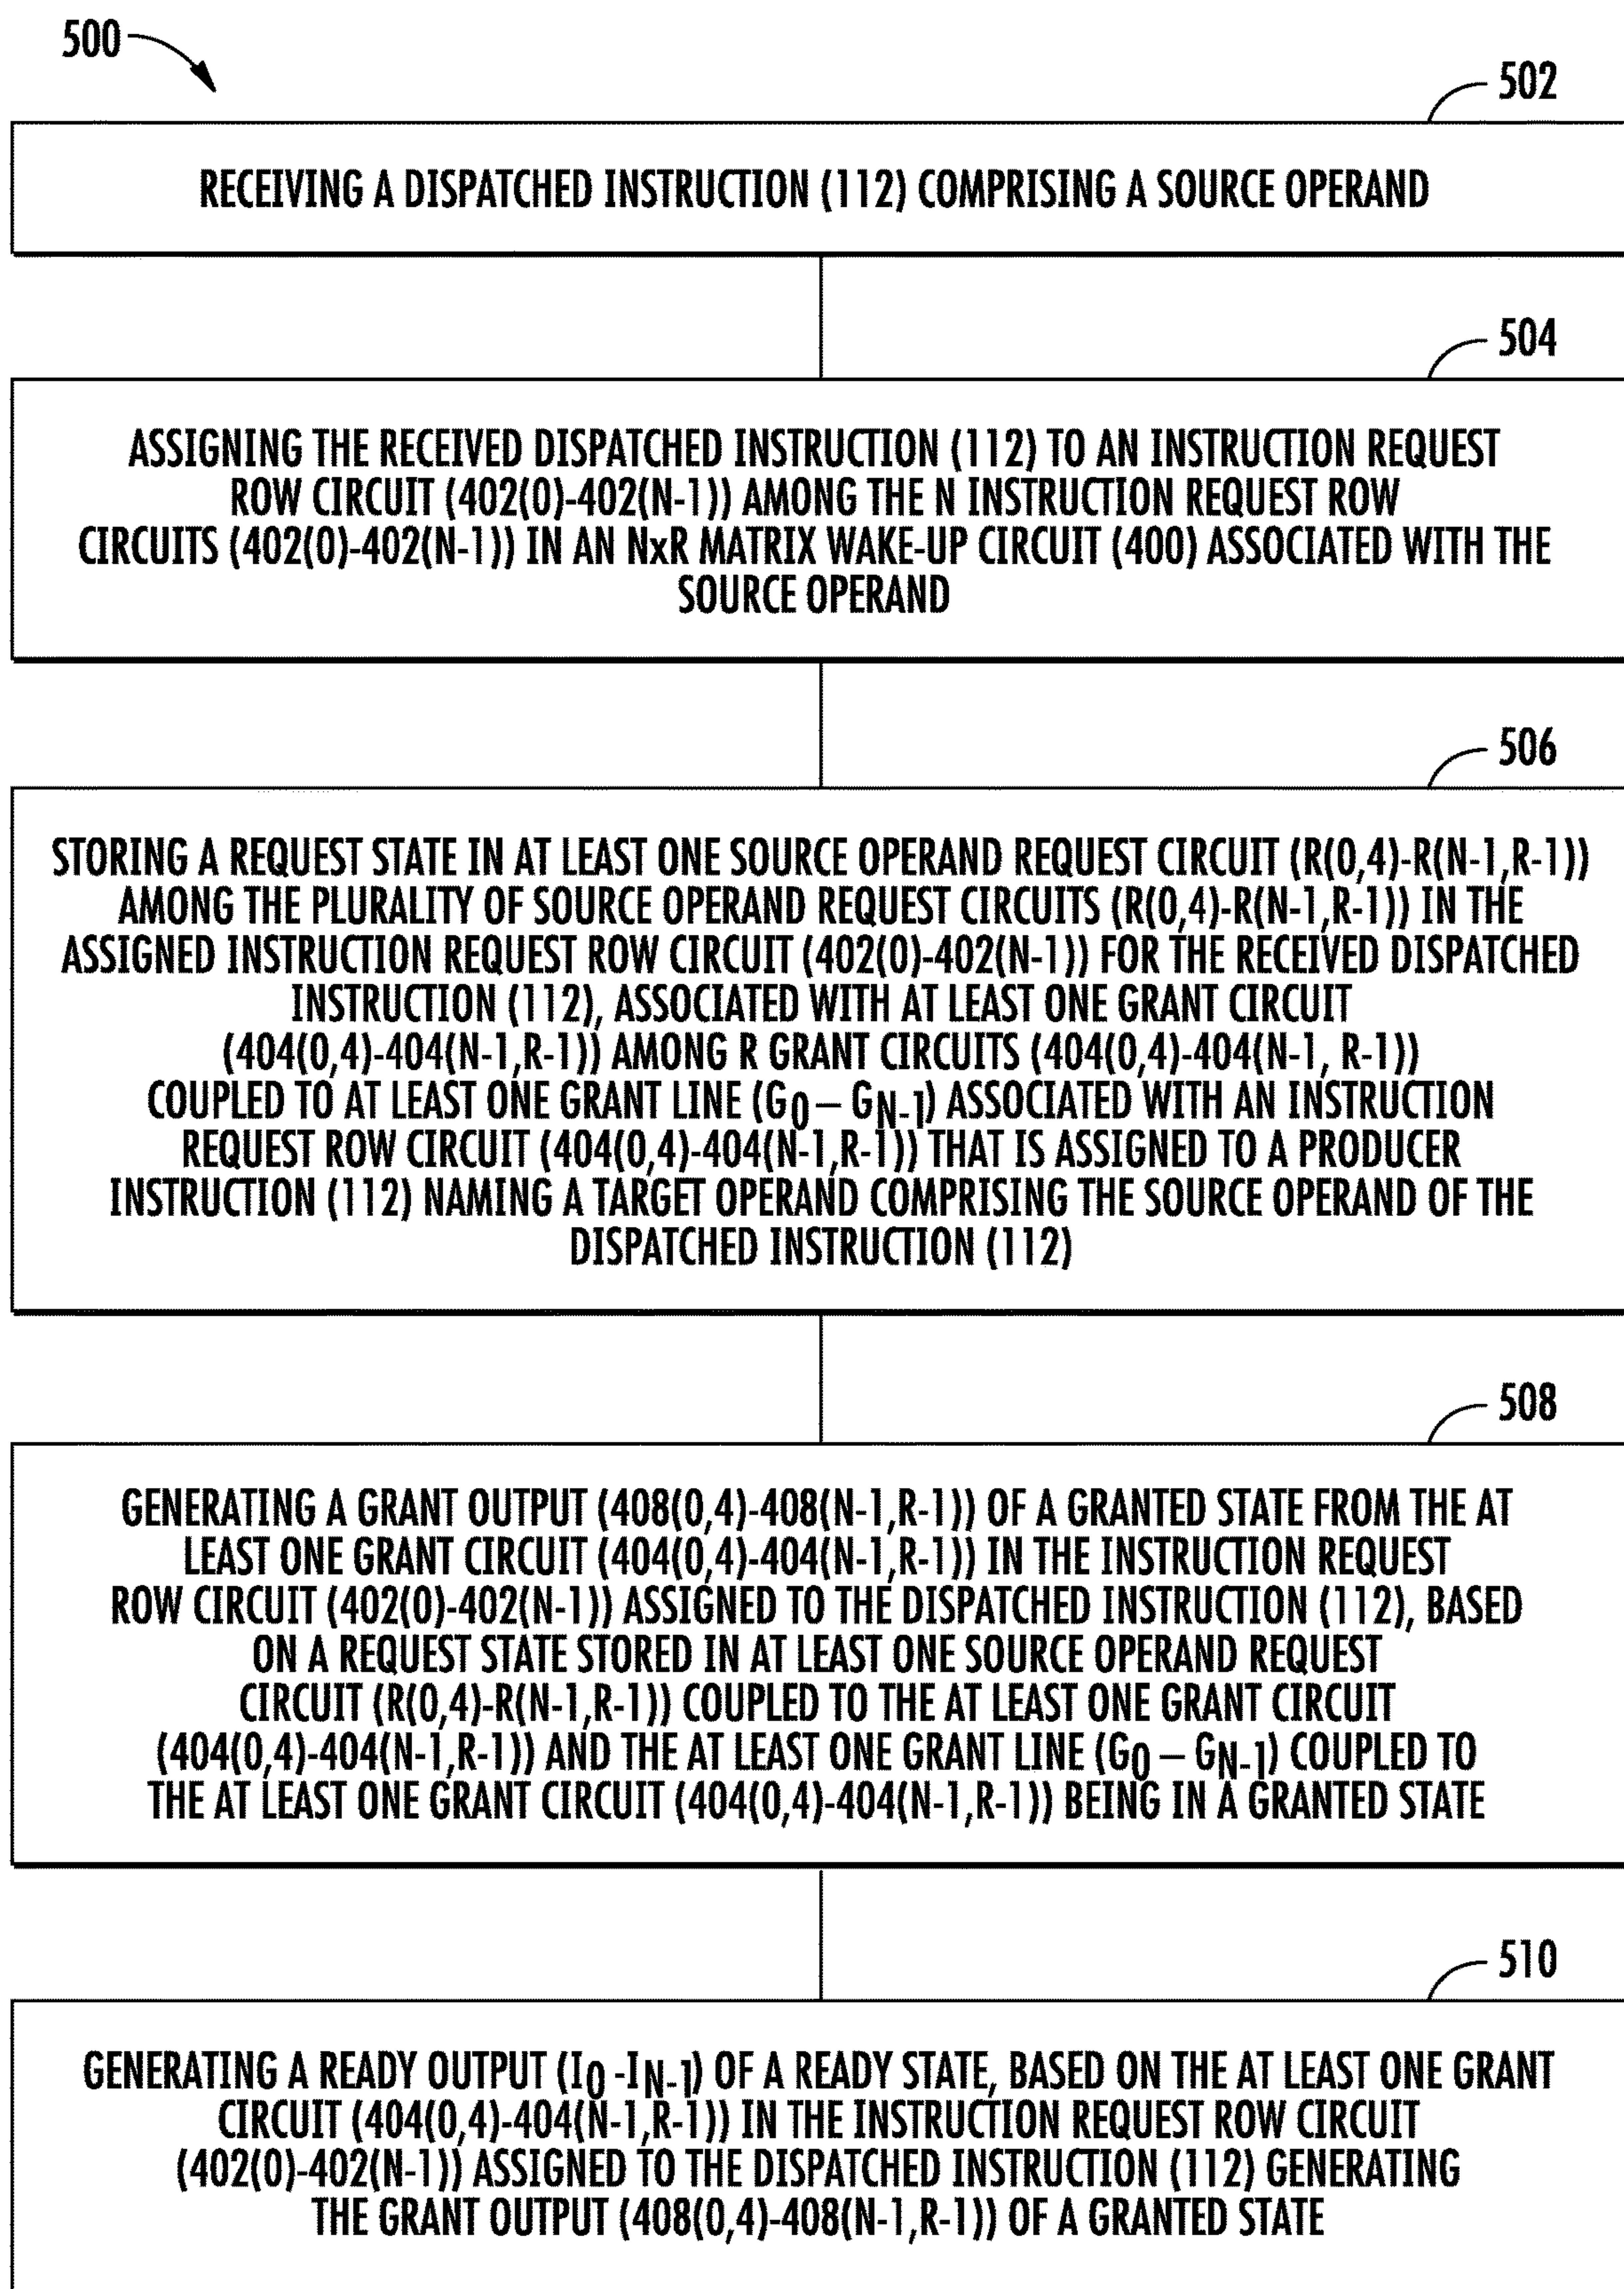 500
502
RECEIVING A DISPATCHED INSTRUCTION (112) COMPRISING A SOURCE OPERAND
504
ASSIGNING THE RECEIVED DISPATCHED INSTRUCTION (112) TO AN INSTRUCTION REQUEST
ROW CIRCUIT (402(0)-402(N-1)) AMONG THE N INSTRUCTION REQUEST ROW
CIRCUITS (402(0)-402(N-1)) IN AN NxR MATRIX WAKE-UP CIRCUIT (400) ASSOCIATED WITH THE
SOURCE OPERAND
506
STORING A REQUEST STATE IN AT LEAST ONE SOURCE OPERAND REQUEST CIRCUIT (R(0,4)-R(N-1,R-1))
AMONG THE PLURALITY OF SOURCE OPERAND REQUEST CIRCUITS (R(0,4)-R(N-1,R-1)) IN THE
ASSIGNED INSTRUCTION REQUEST ROW CIRCUIT (402(0)-402(N-1)) FOR THE RECEIVED DISPATCHED
INSTRUCTION (112), ASSOCIATED WITH AT LEAST ONE GRANT CIRCUIT
(404(0,4)-404(N-1,R-1)) AMONG R GRANT CIRCUITS (404(0,4)-404(N-1, R-1))
COUPLED TO AT LEAST ONE GRANT LINE (G0 – GN-1) ASSOCIATED WITH AN INSTRUCTION
REQUEST ROW CIRCUIT (404(0,4)-404(N-1,R-1)) THAT IS ASSIGNED TO A PRODUCER
INSTRUCTION (112) NAMING A TARGET OPERAND COMPRISING THE SOURCE OPERAND OF THE
DISPATCHED INSTRUCTION (112)
508
GENERATING A GRANT OUTPUT (408(0,4)-408(N-1,R-1)) OF A GRANTED STATE FROM THE AT
LEAST ONE GRANT CIRCUIT (404(0,4)-404(N-1,R-1)) IN THE INSTRUCTION REQUEST
ROW CIRCUIT (402(0)-402(N-1)) ASSIGNED TO THE DISPATCHED INSTRUCTION (112), BASED
ON A REQUEST STATE STORED IN AT LEAST ONE SOURCE OPERAND REQUEST
CIRCUIT (R(0,4)-R(N-1,R-1)) COUPLED TO THE AT LEAST ONE GRANT CIRCUIT
(404(0,4)-404(N-1,R-1)) AND THE AT LEAST ONE GRANT LINE (G0 – GN-1) COUPLED TO
THE AT LEAST ONE GRANT CIRCUIT (404(0,4)-404(N-1,R-1)) BEING IN A GRANTED STATE
510
GENERATING A READY OUTPUT (I0 -IN-1) OF A READY STATE, BASED ON THE AT LEAST ONE GRANT
CIRCUIT (404(0,4)-404(N-1,R-1)) IN THE INSTRUCTION REQUEST ROW CIRCUIT
(402(0)-402(N-1)) ASSIGNED TO THE DISPATCHED INSTRUCTION (112) GENERATING
THE GRANT OUTPUT (408(0,4)-408(N-1,R-1)) OF A GRANTED STATE